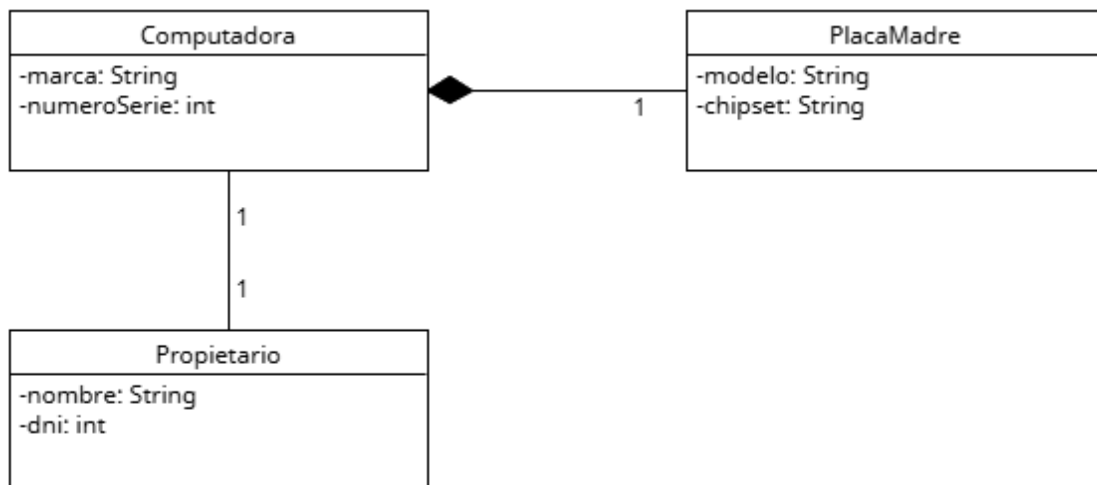 Computadora
-marca: String
-numeroSerie: int
PlacaMadre
-modelo: String
-chipset: String
1
1
1
Propietario
-nombre: String
-dni: int